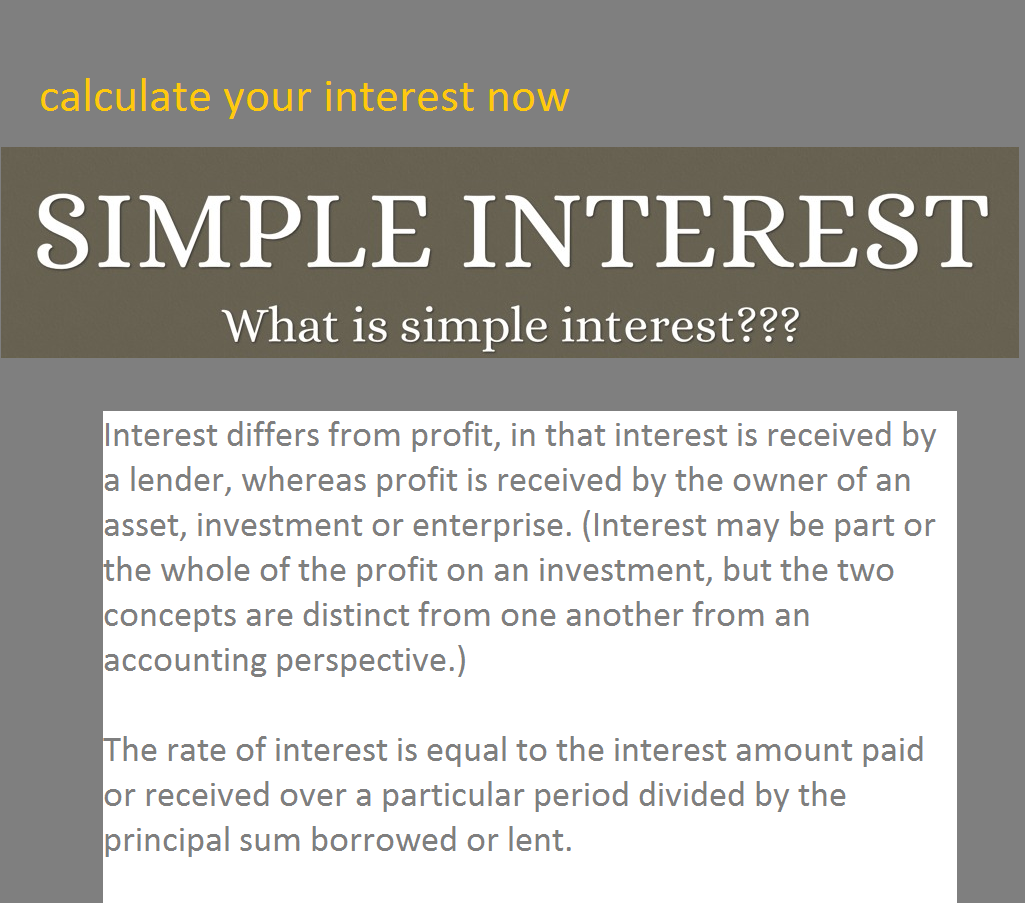 calculate your interest now
SIMPLE INTEREST
What is simple interest???
Interest differs from profit, in that interest is received by
a lender, whereas profit is received by the owner of an
asset, investment or enterprise. (Interest may be part or
the whole of the profit on an investment, but the two
concepts are distinct from one another from an
accounting perspective.)
The rate of interest is equal to the interest amount paid
or received over a particular period divided by the
principal sum borrowed or lent.